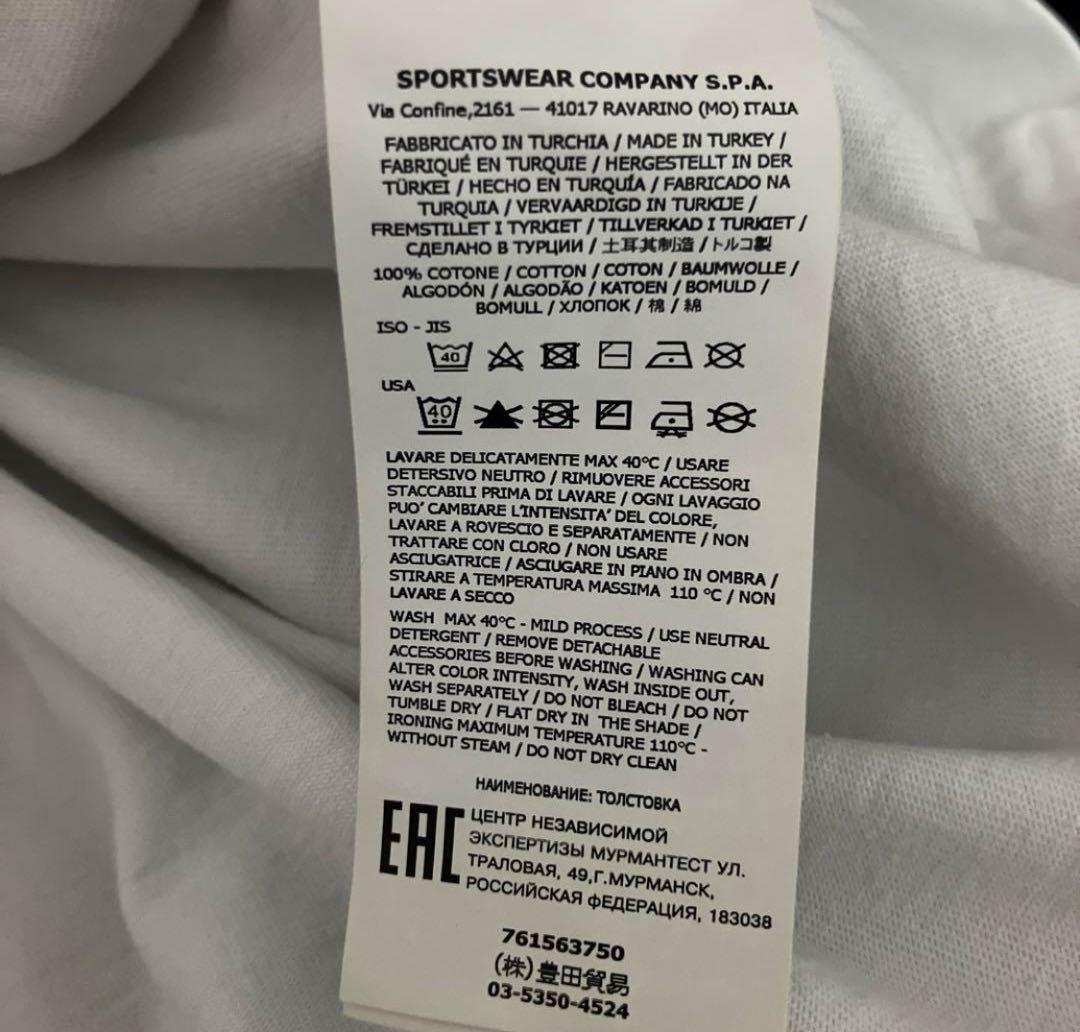 SPORTSWEAR COMPANY S.P.A.
Via Confine,2161 — 41017 RAVARINO (MO) ITALIA
FABBRICATO IN TURCHIA / MADE IN TURKEY /
FABRIQUÉ EN TURQUIE / HERGESTELLT IN DER
TÜRKEI / HECHO EN TURQUÍA / FABRICADO NA
TURQUIA / VERVAARDIGD IN TURKIJE /
FREMSTILLET I TYRKIET / TILLVERKAD I TURKIET /
СДЕЛАНО В ТУРЦИИ / 土耳其制造 / トルコ製
100% COTONE / COTTON / COTON / BAUMWOLLE /
ALGODÓN / ALGODÃO / KATOEN / BOMULD /
BOMULL / ХЛОПОК / 棉 / 綿
ISO - JIS
40
USA
40
LAVARE DELICATAMENTE MAX 40°C / USARE
DETERSIVO NEUTRO / RIMUOVERE ACCESSORI
STACCABILI PRIMA DI LAVARE / OGNI LAVAGGIO
PUO' CAMBIARE L'INTENSITA' DEL COLORE,
LAVARE A ROVESCIO E SEPARATAMENTE / NON
TRATTARE CON CLORO / NON USARE
ASCIUGATRICE / ASCIUGARE IN PIANO IN OMBRA /
STIRARE A TEMPERATURA MASSIMA 110 °C / NON
LAVARE A SECCO
WASH MAX 40°C - MILD PROCESS / USE NEUTRAL
DETERGENT / REMOVE DETACHABLE
ACCESSORIES BEFORE WASHING / WASHING CAN
ALTER COLOR INTENSITY, WASH INSIDE OUT,
WASH SEPARATELY / DO NOT BLEACH / DO NOT
TUMBLE DRY / FLAT DRY IN THE SHADE /
IRONING MAXIMUM TEMPERATURE 110°C -
WITHOUT STEAM / DO NOT DRY CLEAN
НАИМЕНОВАНИЕ: ТОЛСТОВКА
EAC
ЦЕНТР НЕЗАВИСИМОЙ
ЭКСПЕРТИЗЫ МУРМАНТЕСТ УЛ.
ТРАЛОВАЯ, 49,Г.МУРМАНСК,
РОССИЙСКАЯ ФЕДЕРАЦИЯ, 183038
761563750
(株)豊田貿易
03-5350-4524